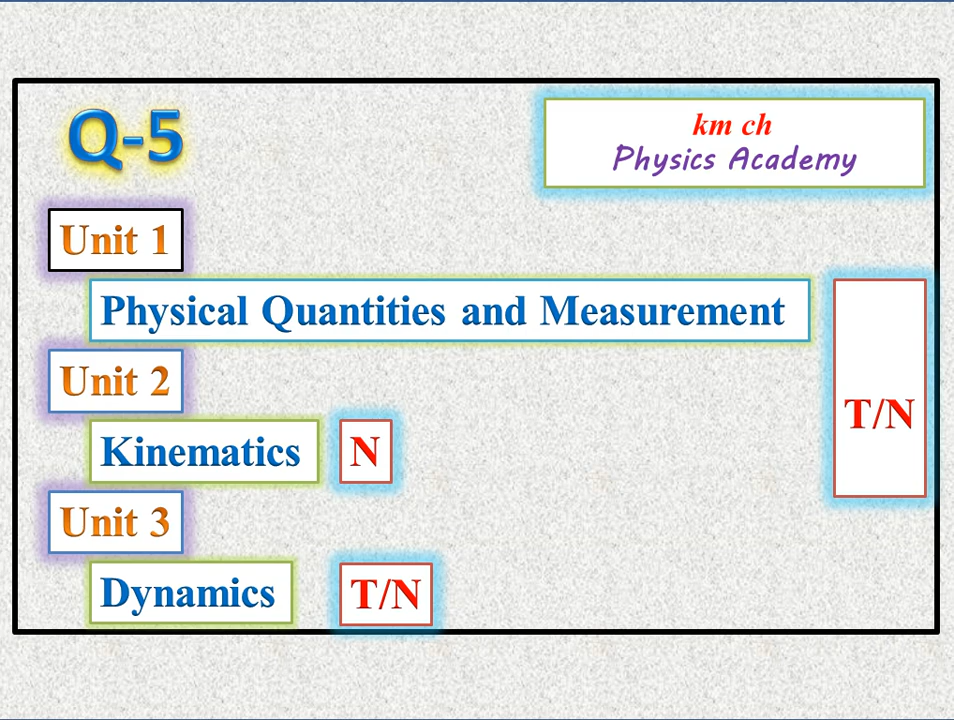 Q-5
km ch
Physics Academy
Unit 1
Physical Quantities and Measurement
T/N
Unit 2
Kinematics N
Unit 3
Dynamics T/N